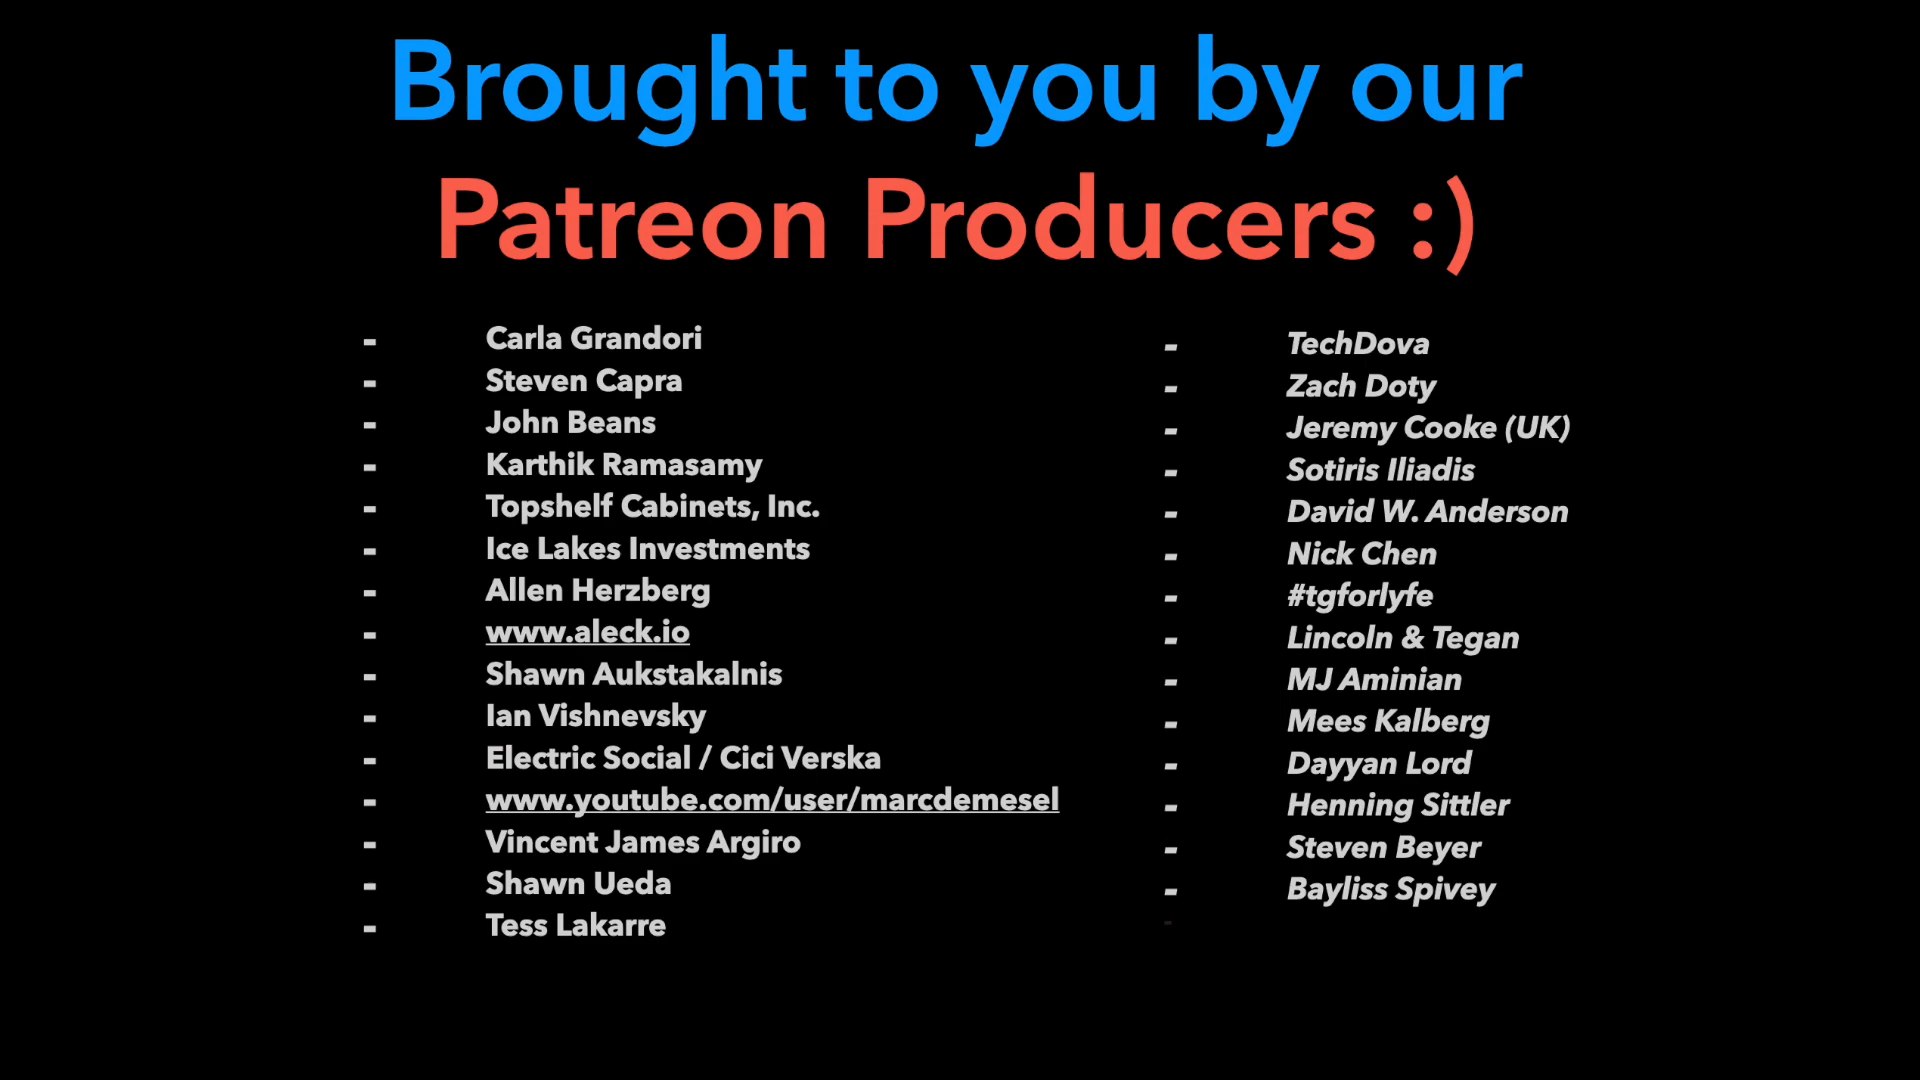 Brought to you by our
Patreon Producers :)
- Carla Grandori
- Steven Capra
- John Beans
- Karthik Ramasamy
- Topshelf Cabinets, Inc.
- Ice Lakes Investments
- Allen Herzberg
- www.aleck.io
- Shawn Aukstakalnis
- Ian Vishnevsky
- Electric Social / Cici Verska
- www.youtube.com/user/marcdemesel
- Vincent James Argiro
- Shawn Ueda
- Tess Lakarre
- TechDova
- Zach Doty
- Jeremy Cooke (UK)
- Sotiris Iliadis
- David W. Anderson
- Nick Chen
- #tgforlyfe
- Lincoln & Tegan
- MJ Aminian
- Mees Kalberg
- Dayyan Lord
- Henning Sittler
- Steven Beyer
- Bayliss Spivey
-